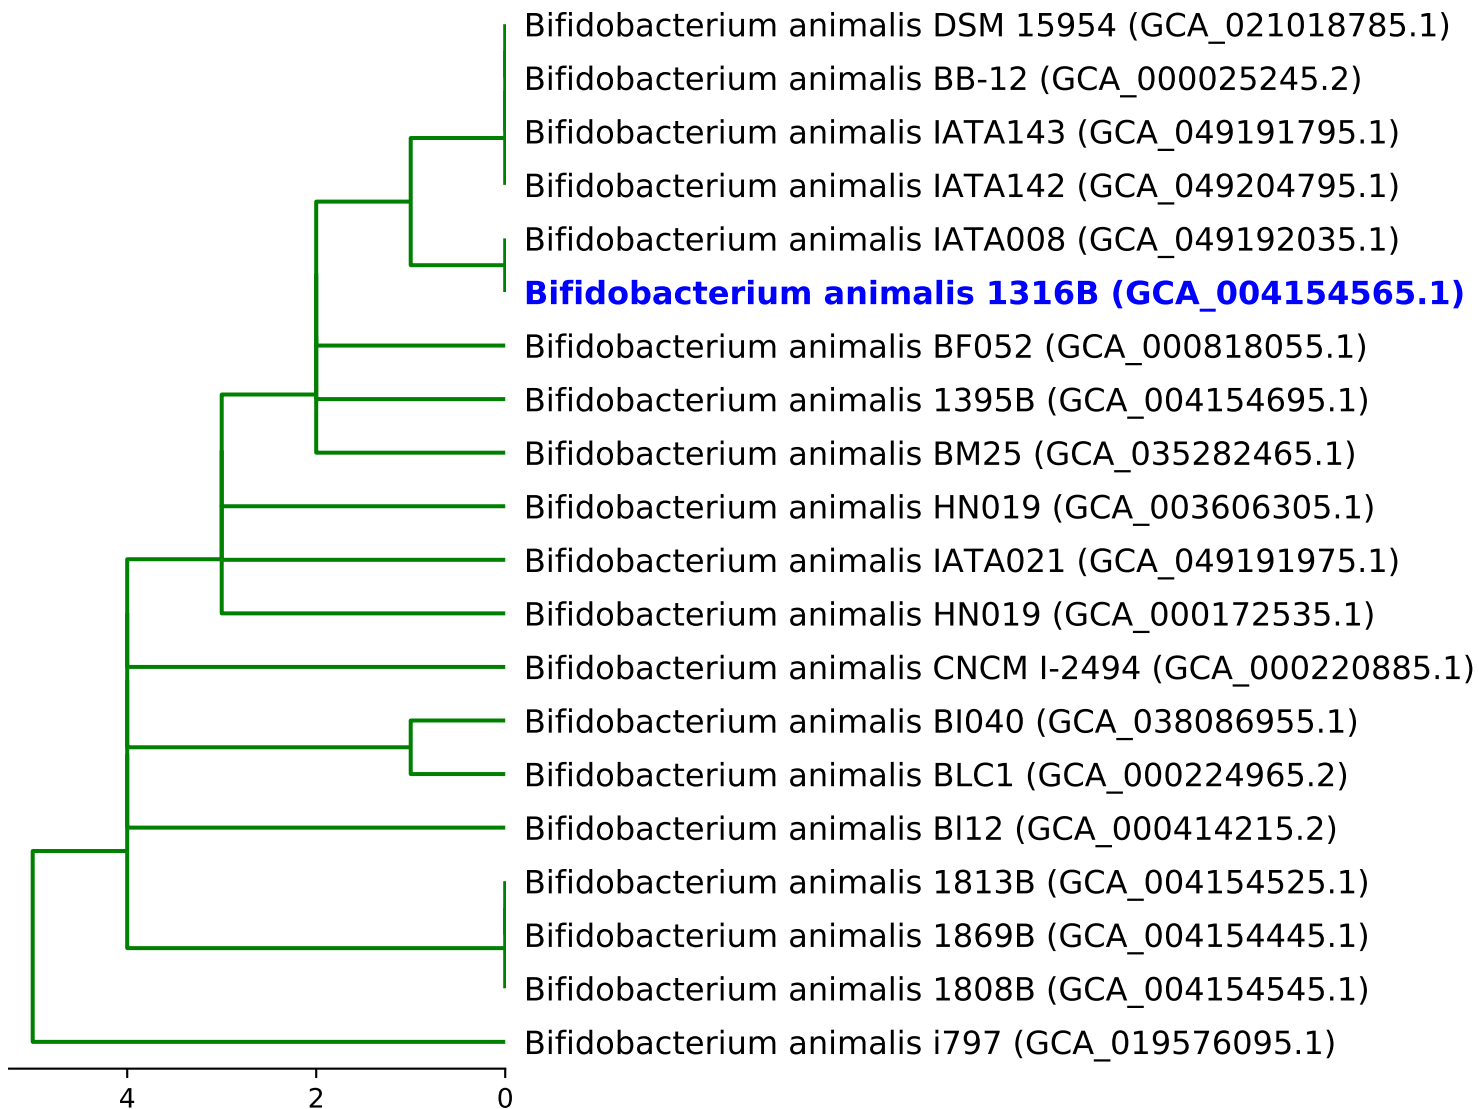 Bifidobacterium animalis DSM 15954 (GCA_021018785.1)
Bifidobacterium animalis BB-12 (GCA_000025245.2)
Bifidobacterium animalis IATA143 (GCA_049191795.1)
Bifidobacterium animalis IATA142 (GCA_049204795.1)
Bifidobacterium animalis IATA008 (GCA_049192035.1)
Bifidobacterium animalis 1316B (GCA_004154565.1)
Bifidobacterium animalis BF052 (GCA_000818055.1)
Bifidobacterium animalis 1395B (GCA_004154695.1)
Bifidobacterium animalis BM25 (GCA_035282465.1)
Bifidobacterium animalis HN019 (GCA_003606305.1)
Bifidobacterium animalis IATA021 (GCA_049191975.1)
Bifidobacterium animalis HN019 (GCA_000172535.1)
Bifidobacterium animalis CNCM I-2494 (GCA_000220885.1)
Bifidobacterium animalis BI040 (GCA_038086955.1)
Bifidobacterium animalis BLC1 (GCA_000224965.2)
Bifidobacterium animalis Bl12 (GCA_000414215.2)
Bifidobacterium animalis 1813B (GCA_004154525.1)
Bifidobacterium animalis 1869B (GCA_004154445.1)
Bifidobacterium animalis 1808B (GCA_004154545.1)
Bifidobacterium animalis i797 (GCA_019576095.1)
4 2 0